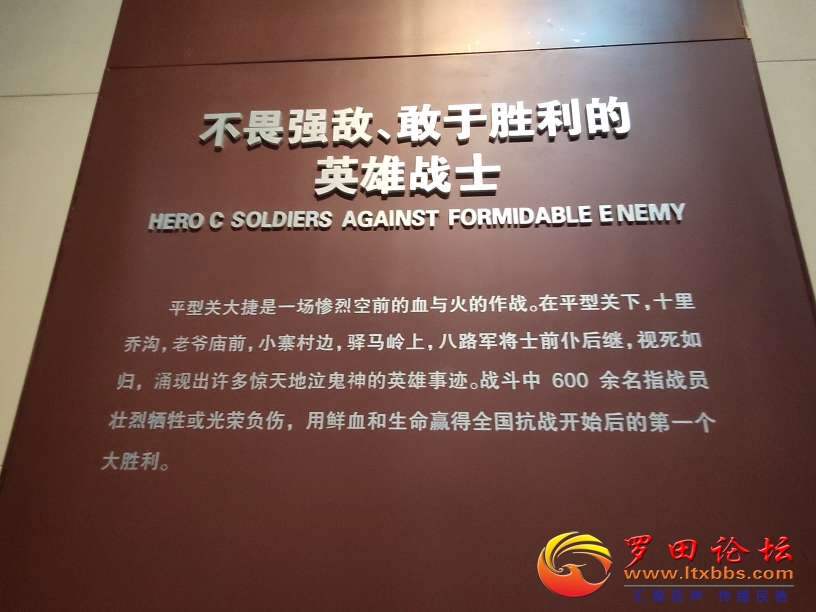 不畏强敌、敢于胜利的
英雄战士
HERO C SOLDIERS AGAINST FORMIDABLE E NEMY
平型关大捷是一场惨烈空前的血与火的作战。在平型关下,十里
乔沟,老爷庙前,小寨村边,驿马岭上,八路军将士前仆后继,视死如
归,涌现出许多惊天地泣鬼神的英雄事迹。战斗中 600 余名指战员
壮烈牺牲或光荣负伤,用鲜血和生命赢得全国抗战开始后的第一个
大胜利。
罗田论坛
www.ltxbbs.com